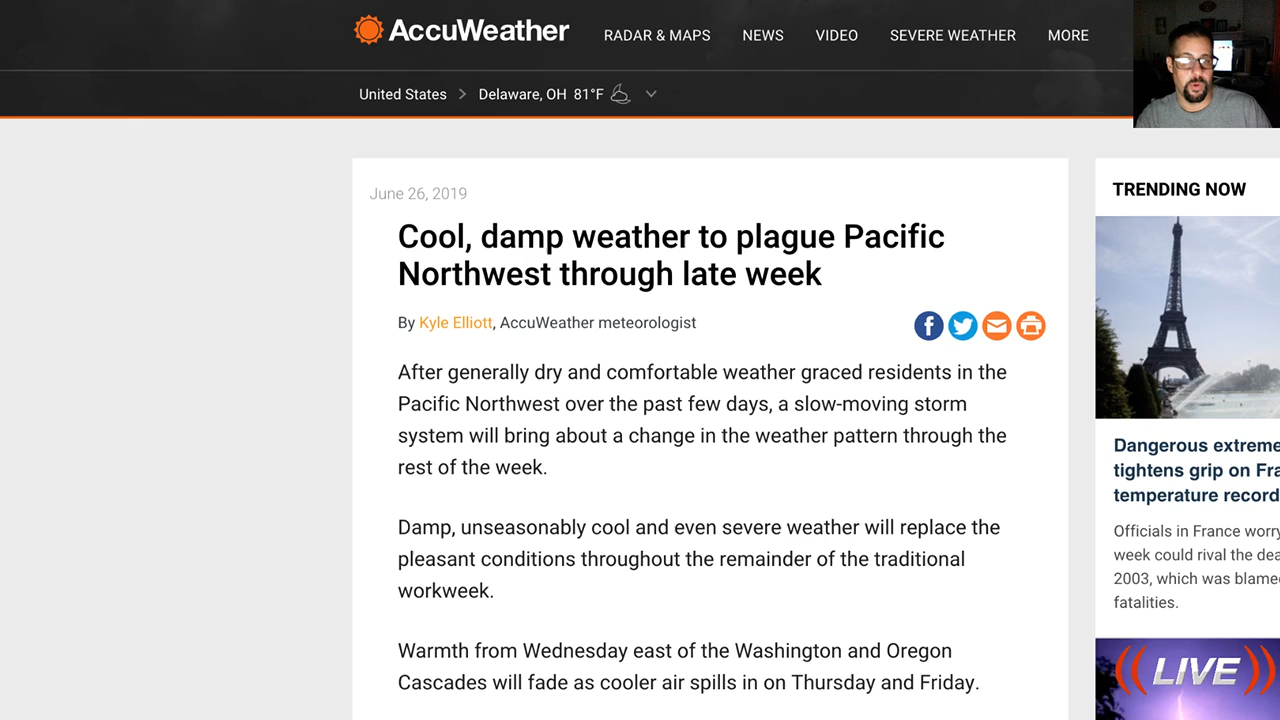 AccuWeather
RADAR & MAPS
NEWS
VIDEO
SEVERE WEATHER
MORE
United States > Delaware, OH 81°F
June 26, 2019
Cool, damp weather to plague Pacific
Northwest through late week
By Kyle Elliott, AccuWeather meteorologist
After generally dry and comfortable weather graced residents in the
Pacific Northwest over the past few days, a slow-moving storm
system will bring about a change in the weather pattern through the
rest of the week.
Damp, unseasonably cool and even severe weather will replace the
pleasant conditions throughout the remainder of the traditional
workweek.
Warmth from Wednesday east of the Washington and Oregon
Cascades will fade as cooler air spills in on Thursday and Friday.
TRENDING NOW
Dangerous extreme
tightens grip on Fra
temperature record
Officials in France worry
week could rival the dea
2003, which was blame
fatalities.
((LIVE))